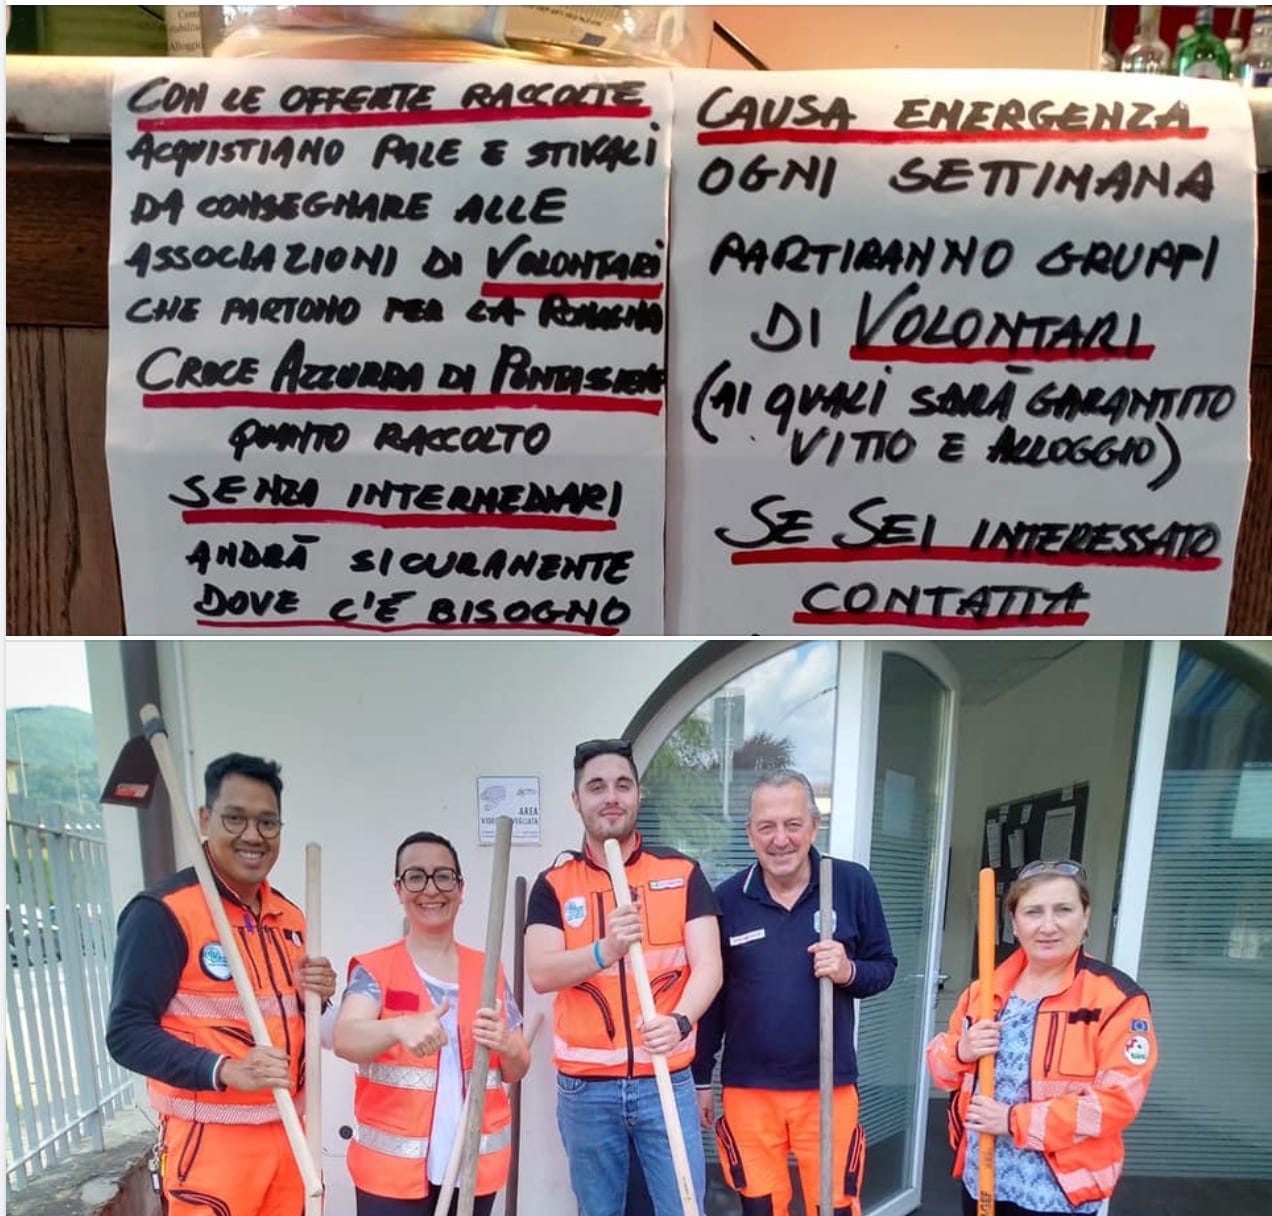 Centr
Alloggio
CON LE OFFERTE RACCOLTE
ACQUISTIAMO PALE E STIVALI
DA CONSEGNARE ALLE
ASSOCIAZIONI DI VOLONTARI
CHE PARTONO PER LA ROMAGNA
CROCE AZZURRA DI PONTASSIEVE
QUANTO RACCOLTO
SENZA INTERMEDIARI
ANDRÀ SICURAMENTE
DOVE C'È BISOGNO
CAUSA EMERGENZA
OGNI SETTIMANA
PARTIRANNO GRUPPI
DI VOLONTARI
(AI QUALI SARÀ GARANTITO
VITTO E ALLOGGIO)
SE SEI INTERESSATO
CONTATTA
AREA